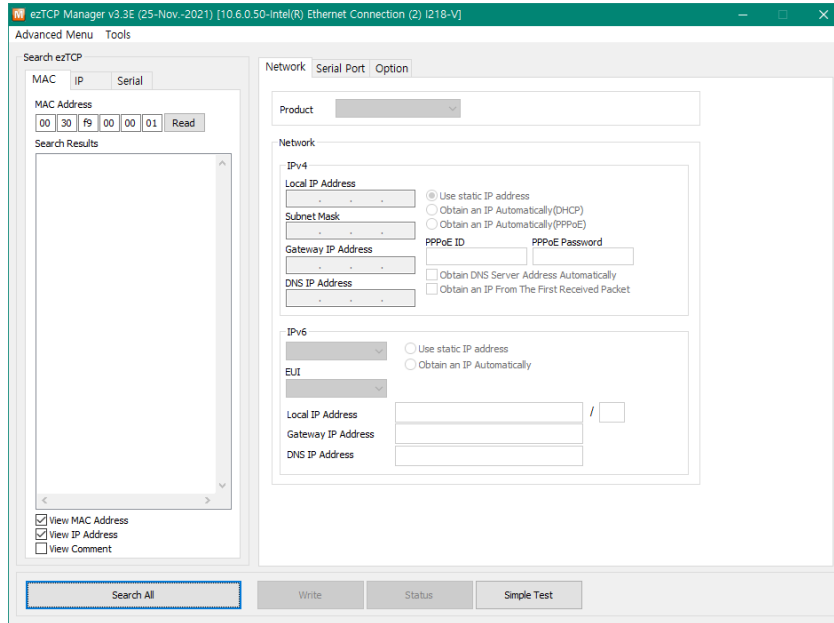 ezTCP Manager v3.3E (25-Nov.-2021) [10.6.0.50-Intel(R) Ethernet Connection (2) I218-V]
Advanced Menu Tools
Search ezTCP
MAC IP Serial
MAC Address
00 30 f9 00 00 01 Read
Search Results
View MAC Address
View IP Address
View Comment
Network Serial Port Option
Product
Network
IPv4
Local IP Address
. . .
Use static IP address
Obtain an IP Automatically(DHCP)
Subnet Mask
. . .
Obtain an IP Automatically(PPPoE)
Gateway IP Address
. . .
PPPoE ID PPPoE Password
DNS IP Address
. . .
Obtain DNS Server Address Automatically
Obtain an IP From The First Received Packet
IPv6
Use static IP address
Obtain an IP Automatically
EUI
Local IP Address /
Gateway IP Address
DNS IP Address
Search All Write Status Simple Test